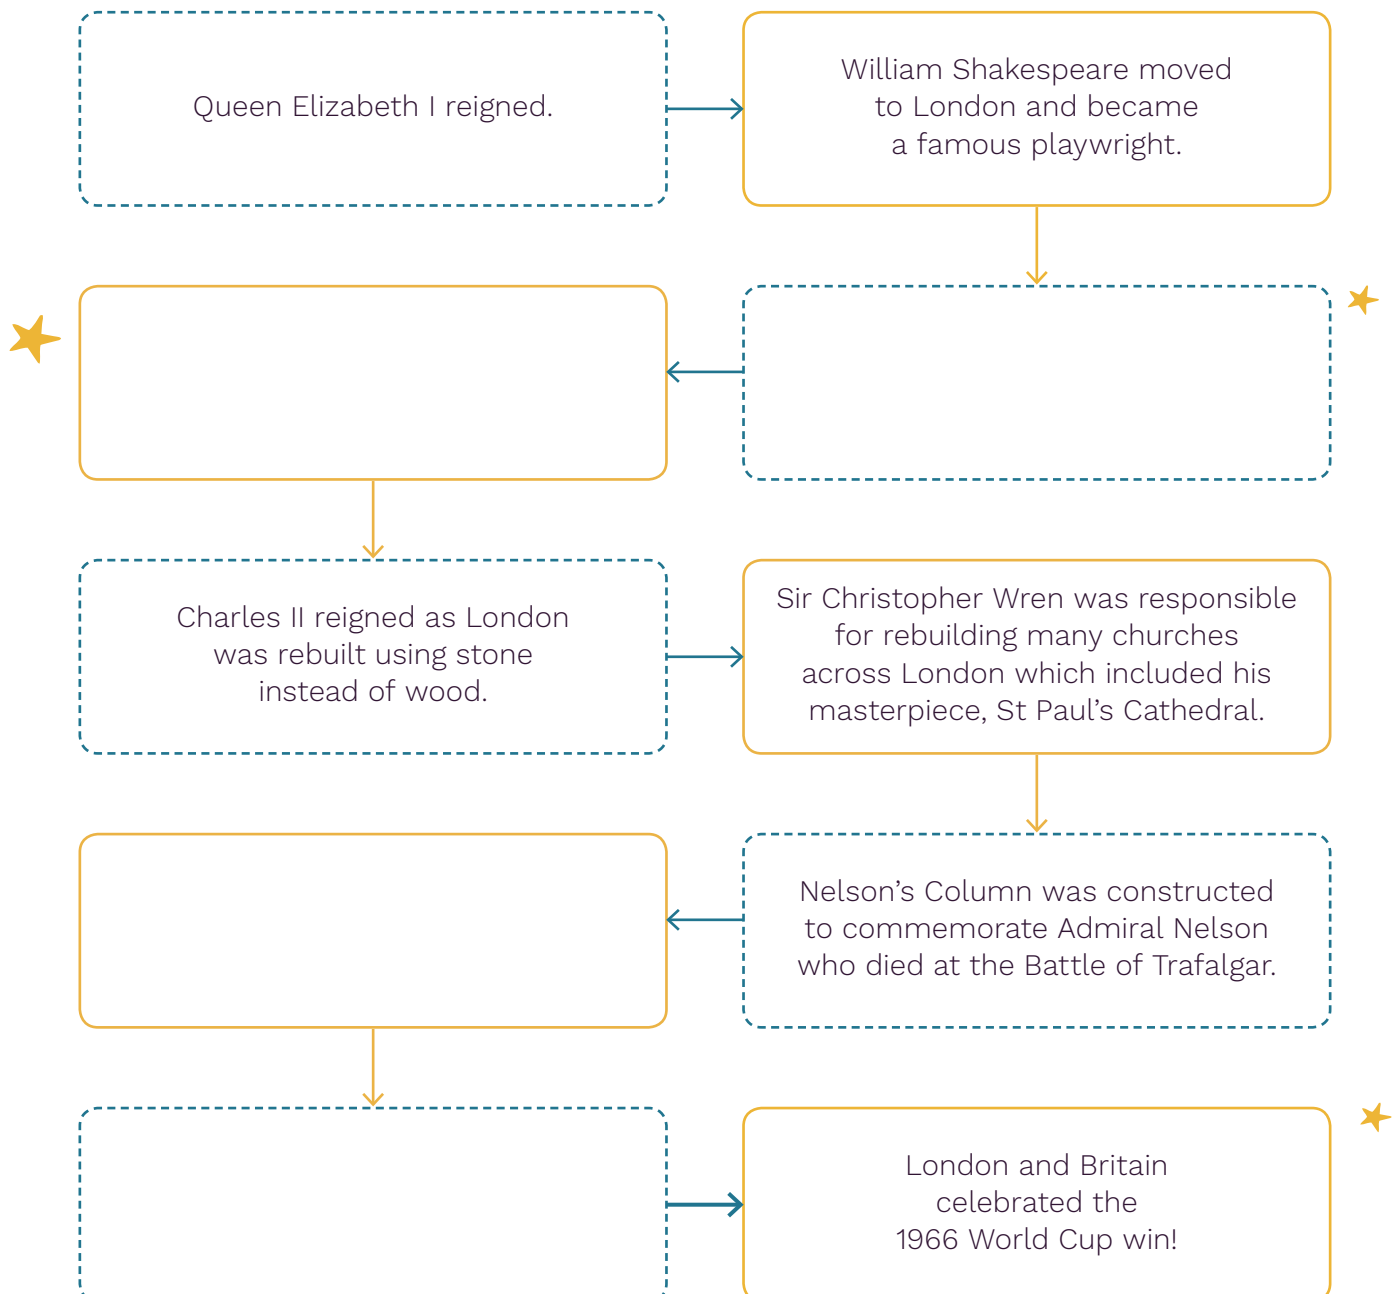 Queen Elizabeth I reigned.
William Shakespeare moved
to London and became
a famous playwright.
Charles II reigned as London
was rebuilt using stone
instead of wood.
Sir Christopher Wren was responsible
for rebuilding many churches
across London which included his
masterpiece, St Paul’s Cathedral.
Nelson’s Column was constructed
to commemorate Admiral Nelson
who died at the Battle of Trafalgar.
London and Britain
celebrated the
1966 World Cup win!